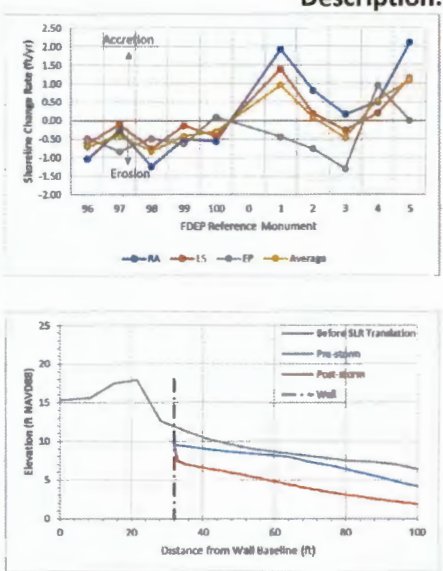 Description:
2.50
2.00
1.50
1.00
0.50
0.00
-0.50
-1.00
-1.50
-2.00
Shoreline Change Rate (ft/yr)
Accretion
Erosion
96 97 98 99 100 0 1 2 3 4 5
FDEP Reference Monument
RA LS EP Average
25
20
15
10
5
0
Elevation (ft NAVD88)
Before SLR Translation
Pre-storm
Post-storm
Wall
0 20 40 60 80 100
Distance from Wall Baseline (ft)